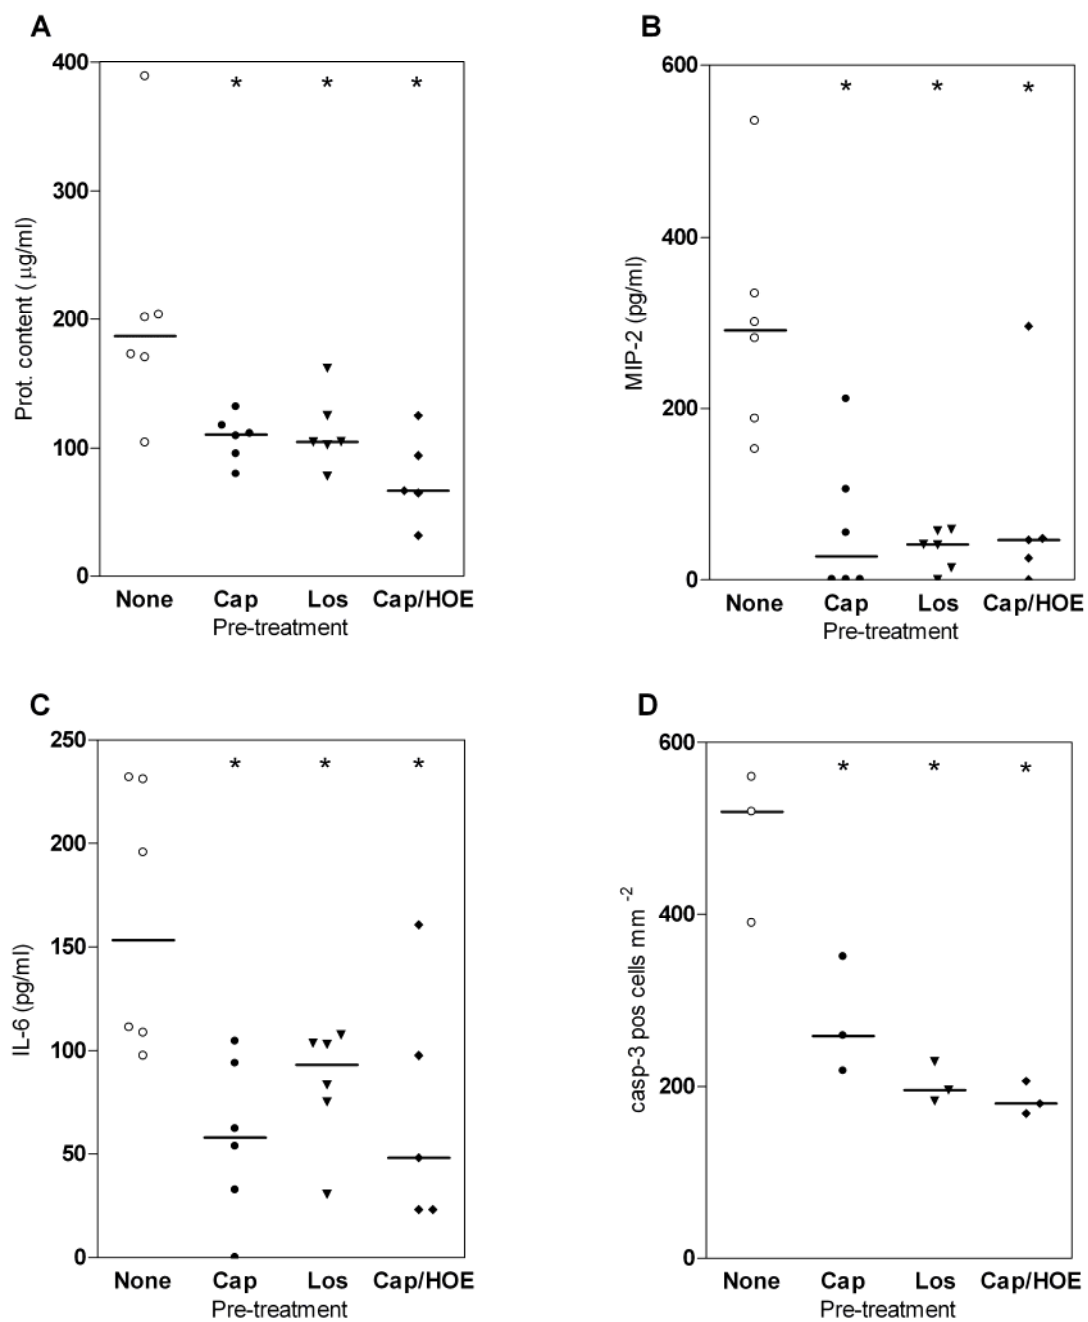 A
400
300
200
100
0
Prot. content ( μg/ml)
* * *
None Cap Los Cap/HOE
Pre-treatment
B
600
400
200
0
MIP-2 (pg/ml)
* * *
None Cap Los Cap/HOE
Pre-treatment
C
250
200
150
100
50
0
IL-6 (pg/ml)
* * *
None Cap Los Cap/HOE
Pre-treatment
D
600
400
200
0
casp-3 pos cells mm⁻²
* * *
None Cap Los Cap/HOE
Pre-treatment